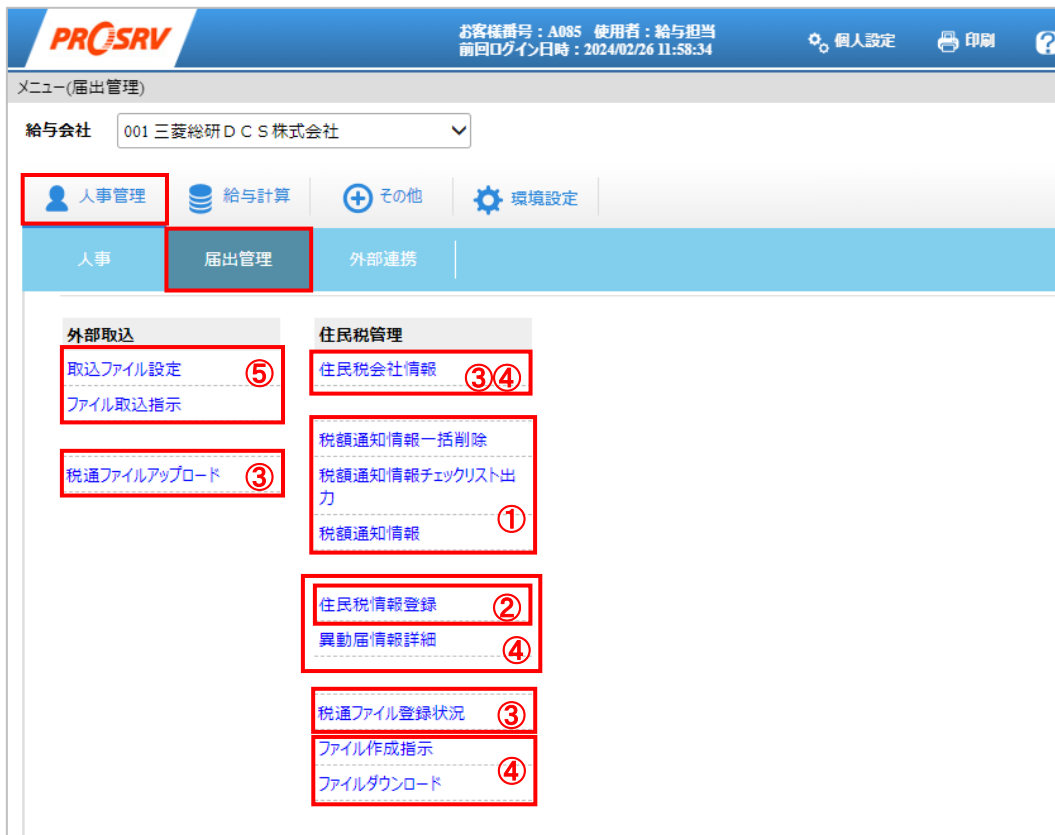 PROSRV
お客様番号：A085 使用者：給与担当
前回ログイン日時：2024/02/26 11:58:34
個人設定
印刷
?
メニュー(届出管理)
給与会社
001 三菱総研ＤＣＳ株式会社
人事管理
給与計算
その他
環境設定
人事
届出管理
外部連携
外部取込
取込ファイル設定
⑤
ファイル取込指示
税通ファイルアップロード
③
住民税管理
住民税会社情報
③④
税額通知情報一括削除
税額通知情報チェックリスト出
力
①
税額通知情報
住民税情報登録
②
異動届情報詳細
④
税通ファイル登録状況
③
ファイル作成指示
④
ファイルダウンロード